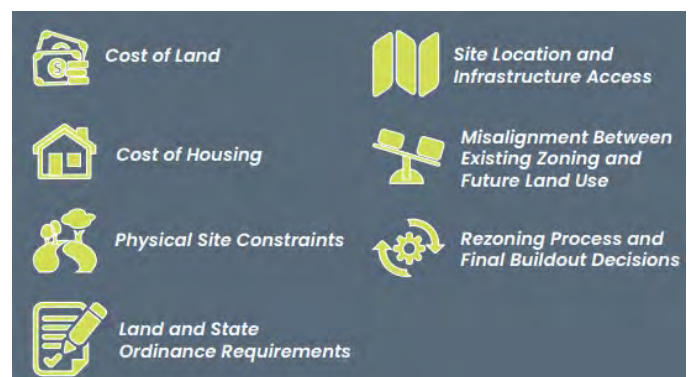 Cost of Land
Cost of Housing
Physical Site Constraints
Land and State
Ordinance Requirements
Site Location and
Infrastructure Access
Misalignment Between
Existing Zoning and
Future Land Use
Rezoning Process and
Final Buildout Decisions